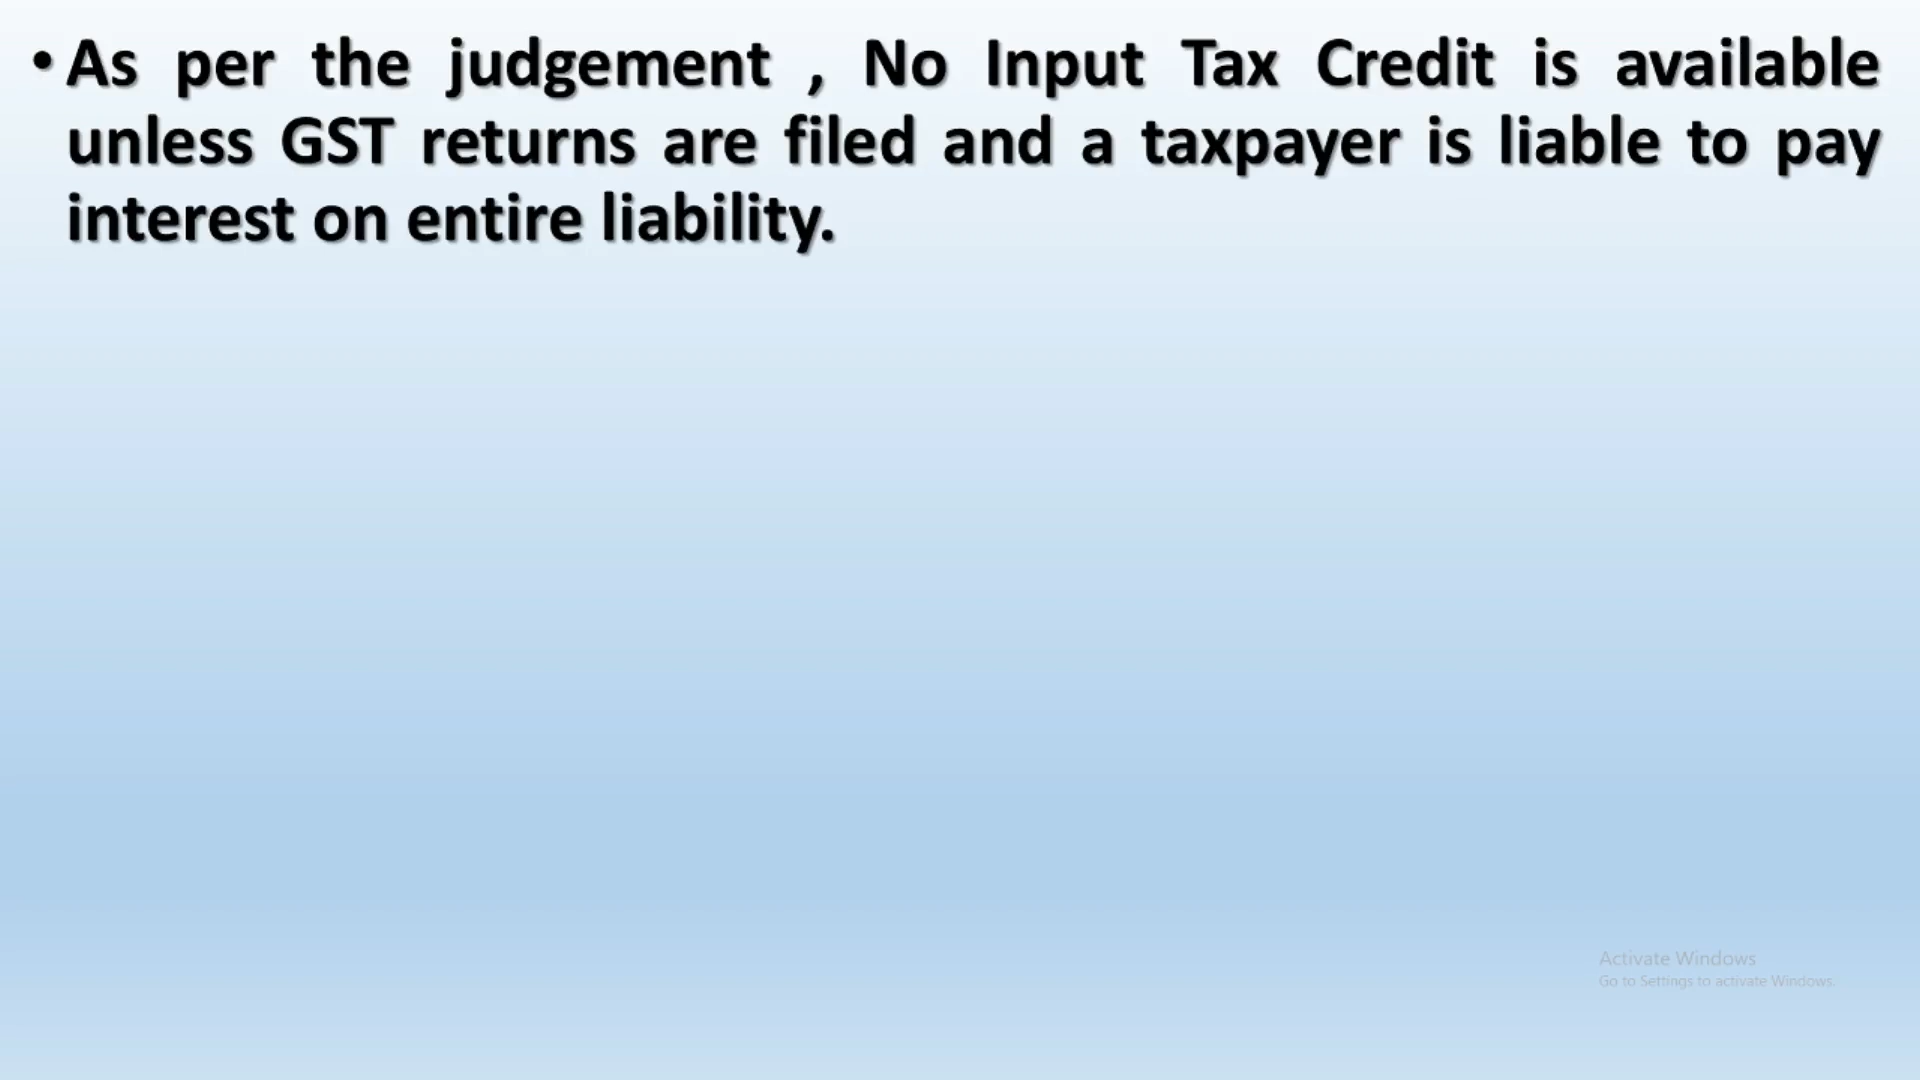 • As per the judgement , No Input Tax Credit is available
unless GST returns are filed and a taxpayer is liable to pay
interest on entire liability.
Activate Windows
Go to Settings to activate Windows.